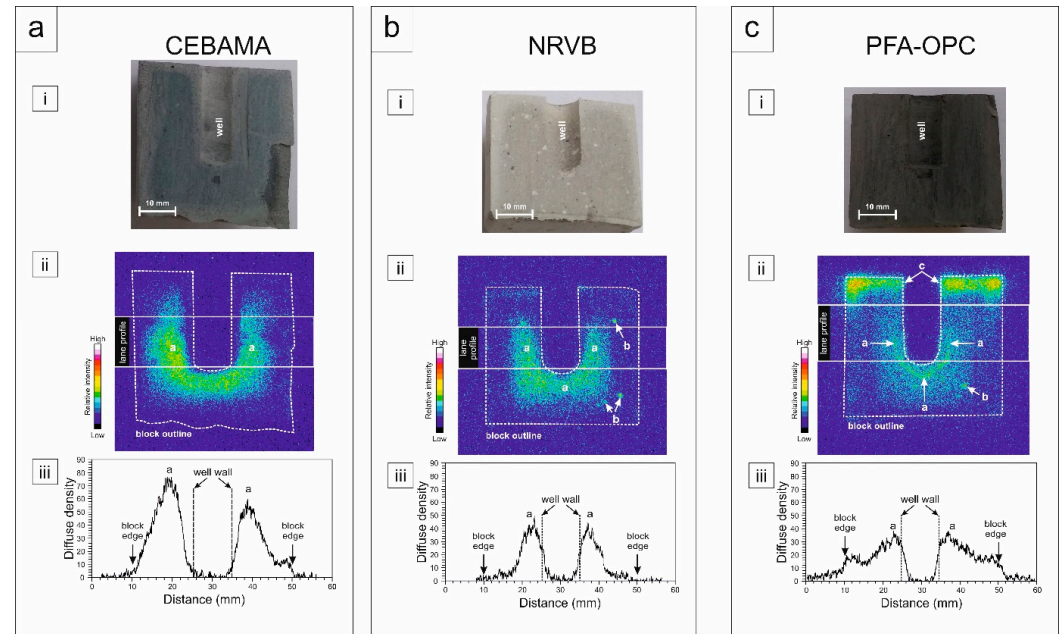 a
CEBAMA
i
well
10 mm
ii
a
a
lane profile
High
Relative intensity
Low
block outline
iii
90
80
70
60
50
40
30
20
10
0
Diffuse density
a
well wall
a
block
edge
block
edge
0 10 20 30 40 50 60
Distance (mm)
b
NRVB
i
well
10 mm
ii
a
a
a
b
b
lane
profile
High
Relative intensity
Low
block outline
iii
90
80
70
60
50
40
30
20
10
0
Diffuse density
well wall
a
a
block
edge
block
edge
0 10 20 30 40 50 60
Distance (mm)
c
PFA-OPC
i
well
10 mm
ii
c
a
a
a
b
lane profile
High
Relative intensity
Low
block outline
iii
90
80
70
60
50
40
30
20
10
0
Diffuse density
well wall
block
edge
a
a
block
edge
0 10 20 30 40 50 60
Distance (mm)